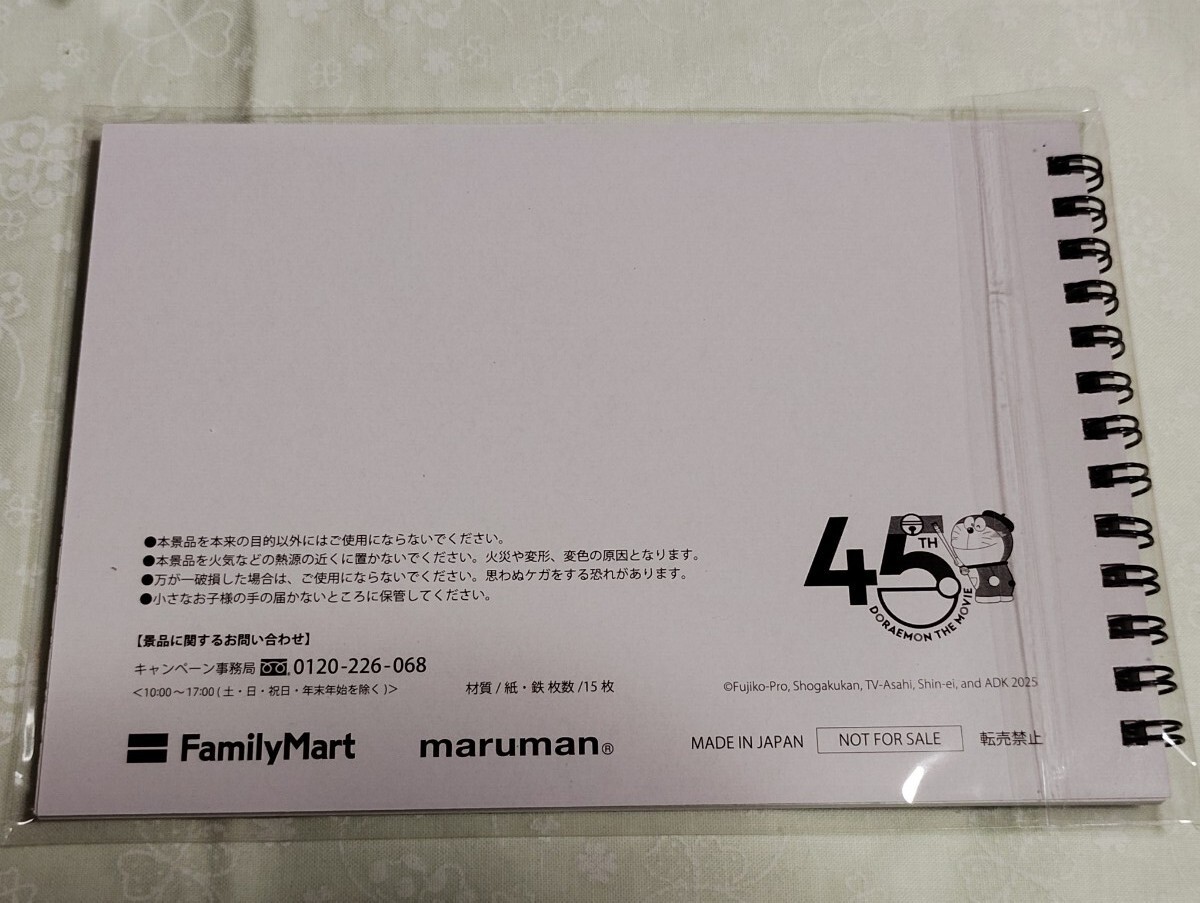 ●本景品を本来の目的以外にはご使用にならないでください。
●本景品を火気などの熱源の近くに置かないでください。火災や変形、変色の原因となります。
●万が一破損した場合は、ご使用にならないでください。思わぬケガをする恐れがあります。
●小さなお子様の手の届かないところに保管してください。
45TH
DORAEMON THE MOVIE
【景品に関するお問い合わせ】
キャンペーン事務局 0120-226-068
<10:00〜17:00(土・日・祝日・年末年始を除く)>
材質/紙・鉄 枚数/15枚
©Fujiko-Pro, Shogakukan, TV-Asahi, Shin-ei, and ADK 2025
FamilyMart
maruman®
MADE IN JAPAN
NOT FOR SALE
転売禁止